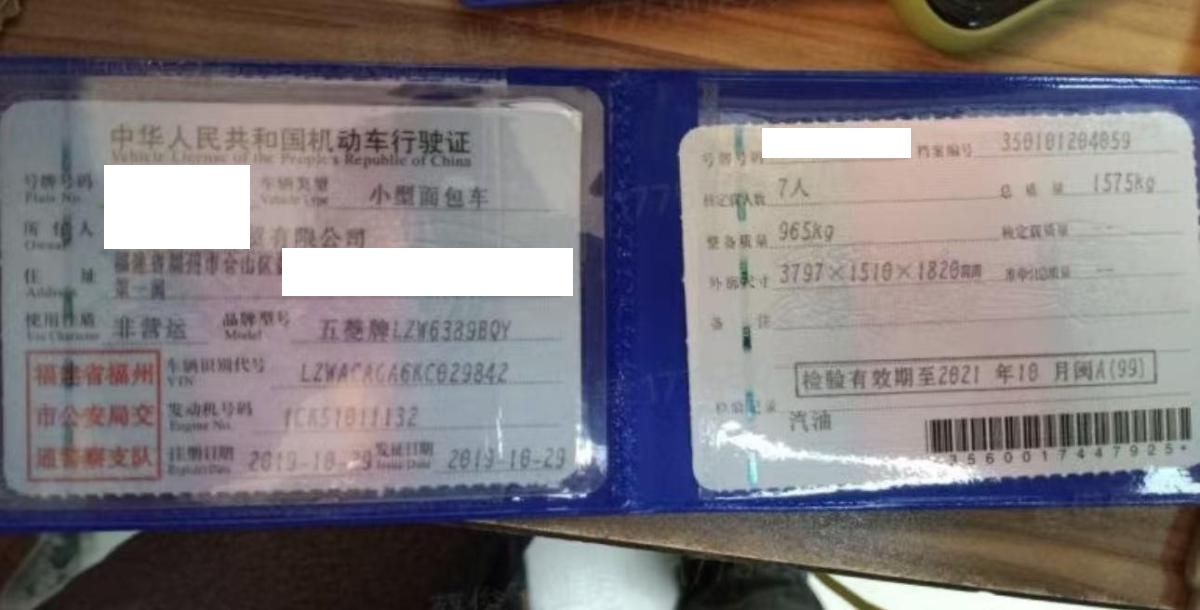 中华人民共和国机动车行驶证
Vehicle License of the People's Republic of China
号牌号码 车辆类型 小型面包车
Plate No. Vehicle Type
所有人 贸有限公司
Owner
住 址 福建省福州市仓山区
Address 第一间
使用性质 非营运 品牌型号 五菱牌LZW6389BQY
Use Character Model
福建省福州
市公安局交
通警察支队
车辆识别代号 LZWACAGA6KC029842
VIN
发动机号码
Engine No.
注册日期 2019-10-29 发证日期 2019-10-29
Register Date Issue Date
号牌号码 档案编号 350101204059
核定载人数 7人 总质量 1575kg
整备质量 965kg 核定载质量 --
外廓尺寸 3797×1510×1820mm 准牵引总质量 --
备 注
检验有效期至2021 年10 月闽A(99)
检验记录
汽油
*3560017447925*